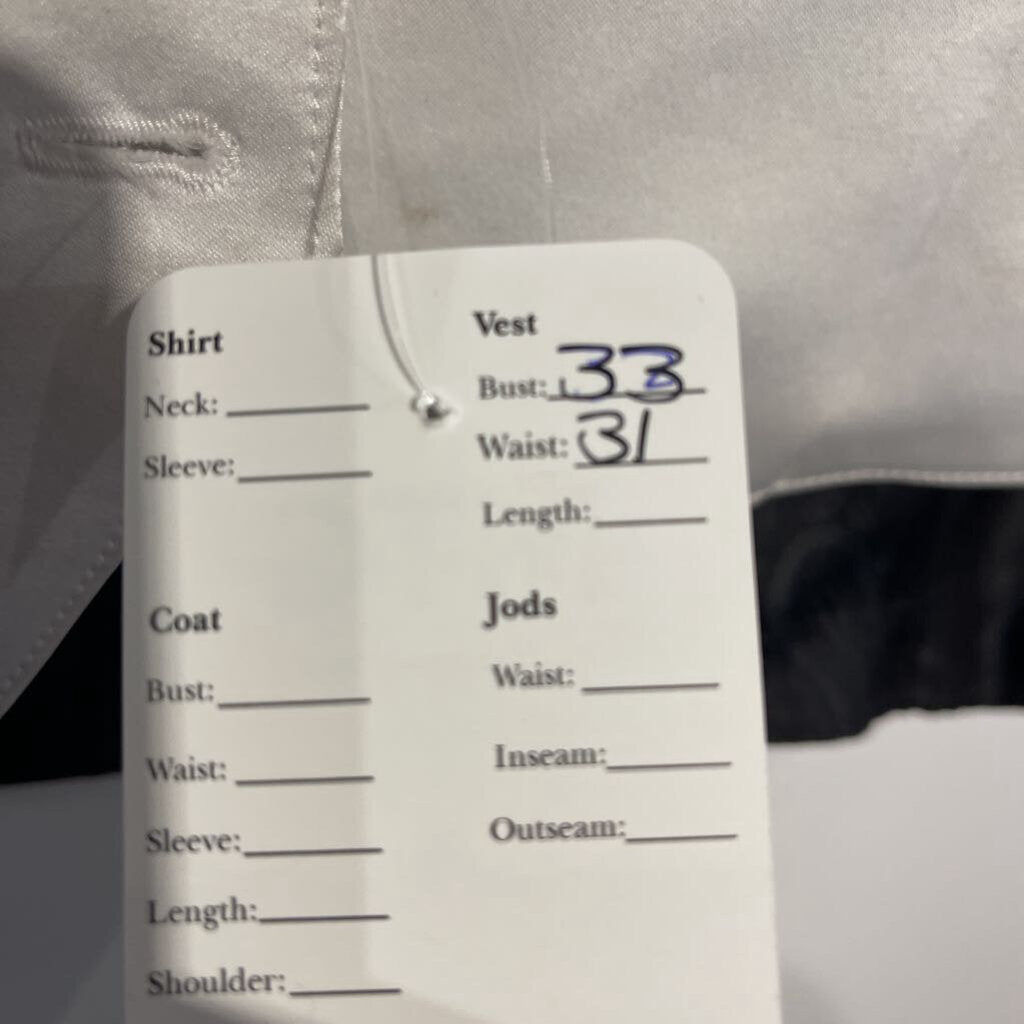 Shirt
Neck:
Sleeve:
Vest
Bust: 33
Waist: 31
Length:
Coat
Bust:
Waist:
Sleeve:
Length:
Shoulder:
Jods
Waist:
Inseam:
Outseam: